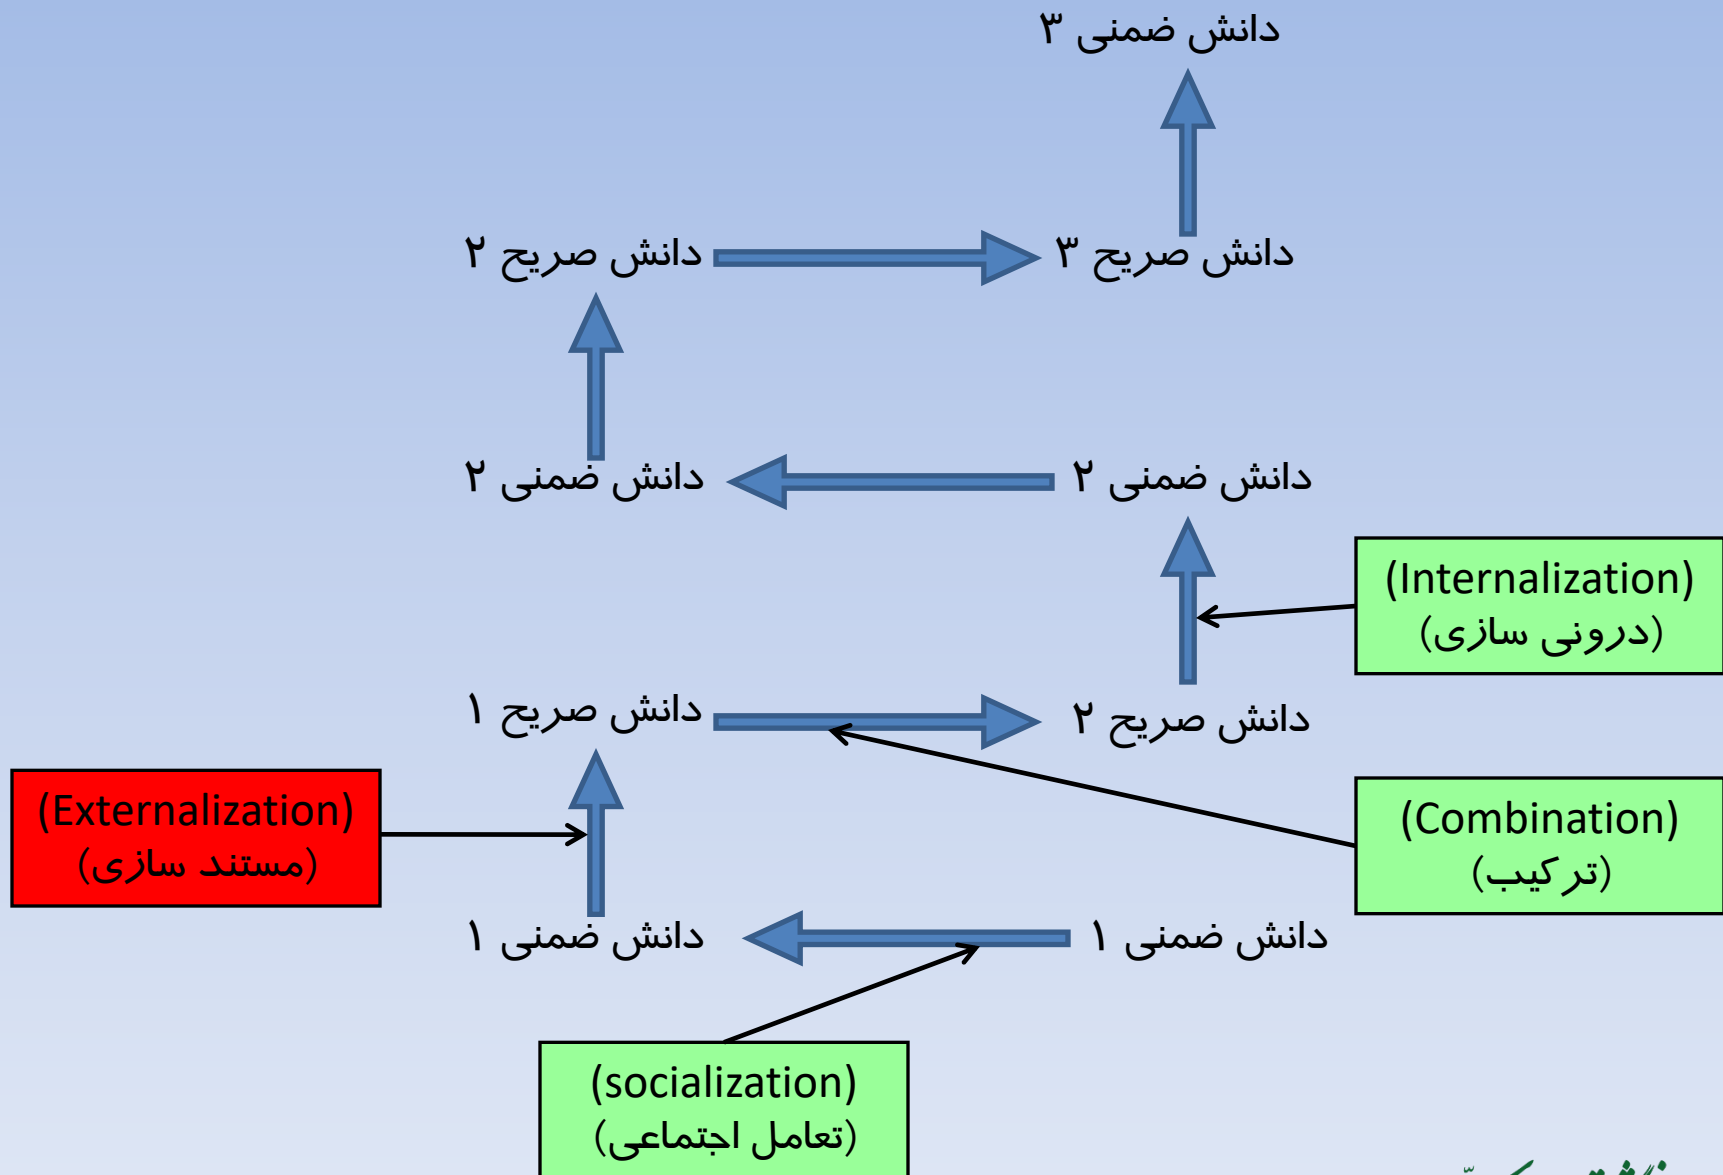 دانش ضمنی ۳
دانش صریح ۳
دانش صریح ۲
دانش ضمنی ۲
دانش ضمنی ۲
(Internalization)
(درونی سازی)
دانش صریح ۲
دانش صریح ۱
(Externalization)
(مستند سازی)
(Combination)
(ترکیب)
دانش ضمنی ۱
دانش ضمنی ۱
(socialization)
(تعامل اجتماعی)